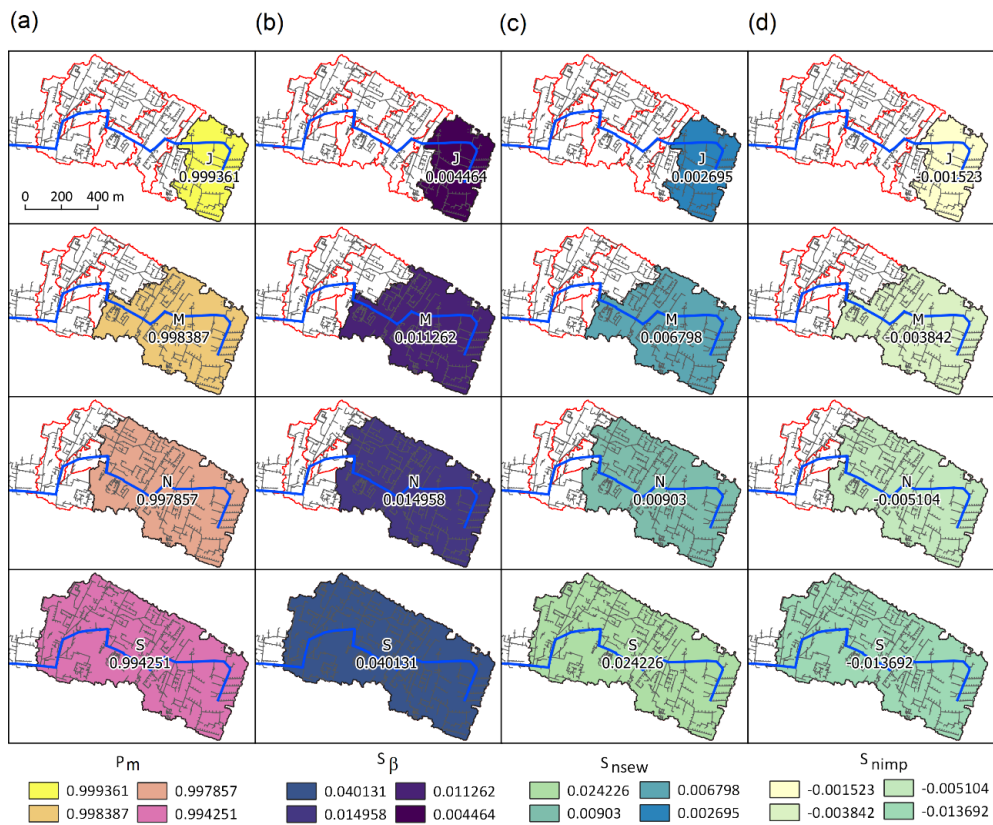 (a) (b) (c) (d)
J J J J
0.999361 0.004464 0.002695 -0.001523
0 200 400 m
M M M M
0.998387 0.011262 0.006798 -0.003842
N N N N
0.997857 0.014958 0.00903 -0.005104
S S S S
0.994251 0.040131 0.024226 -0.013692
Pm Sβ Snsew Snimp
0.999361 0.997857 0.040131 0.011262 0.024226 0.006798 -0.001523 -0.005104
0.998387 0.994251 0.014958 0.004464 0.00903 0.002695 -0.003842 -0.013692